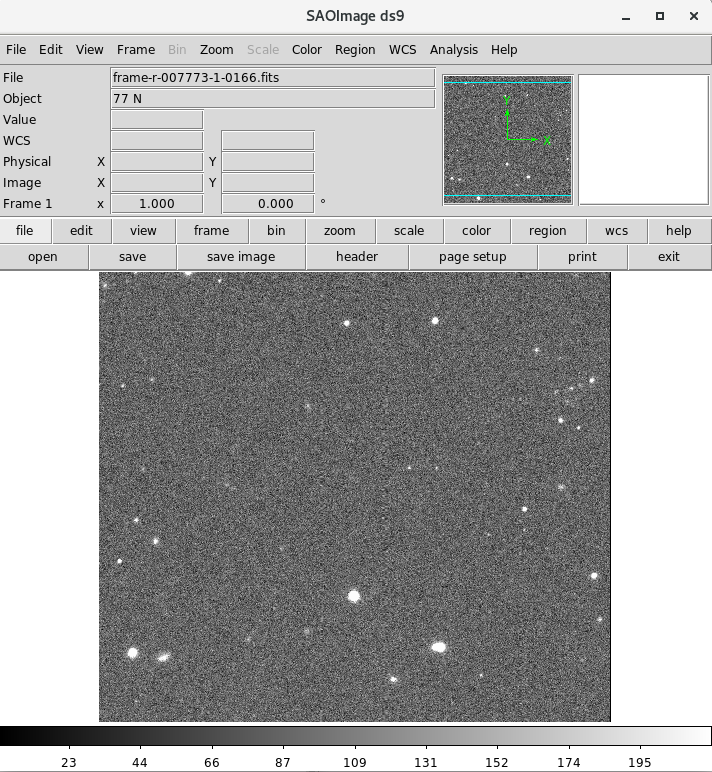 SAOImage ds9
File Edit View Frame Bin Zoom Scale Color Region WCS Analysis Help
File frame-r-007773-1-0166.fits
Object 77 N
Value
WCS
Physical X Y
Image X Y
Frame 1 x 1.000 0.000 °
Y
X
file edit view frame bin zoom scale color region wcs help
open save save image header page setup print exit
23 44 66 87 109 131 152 174 195